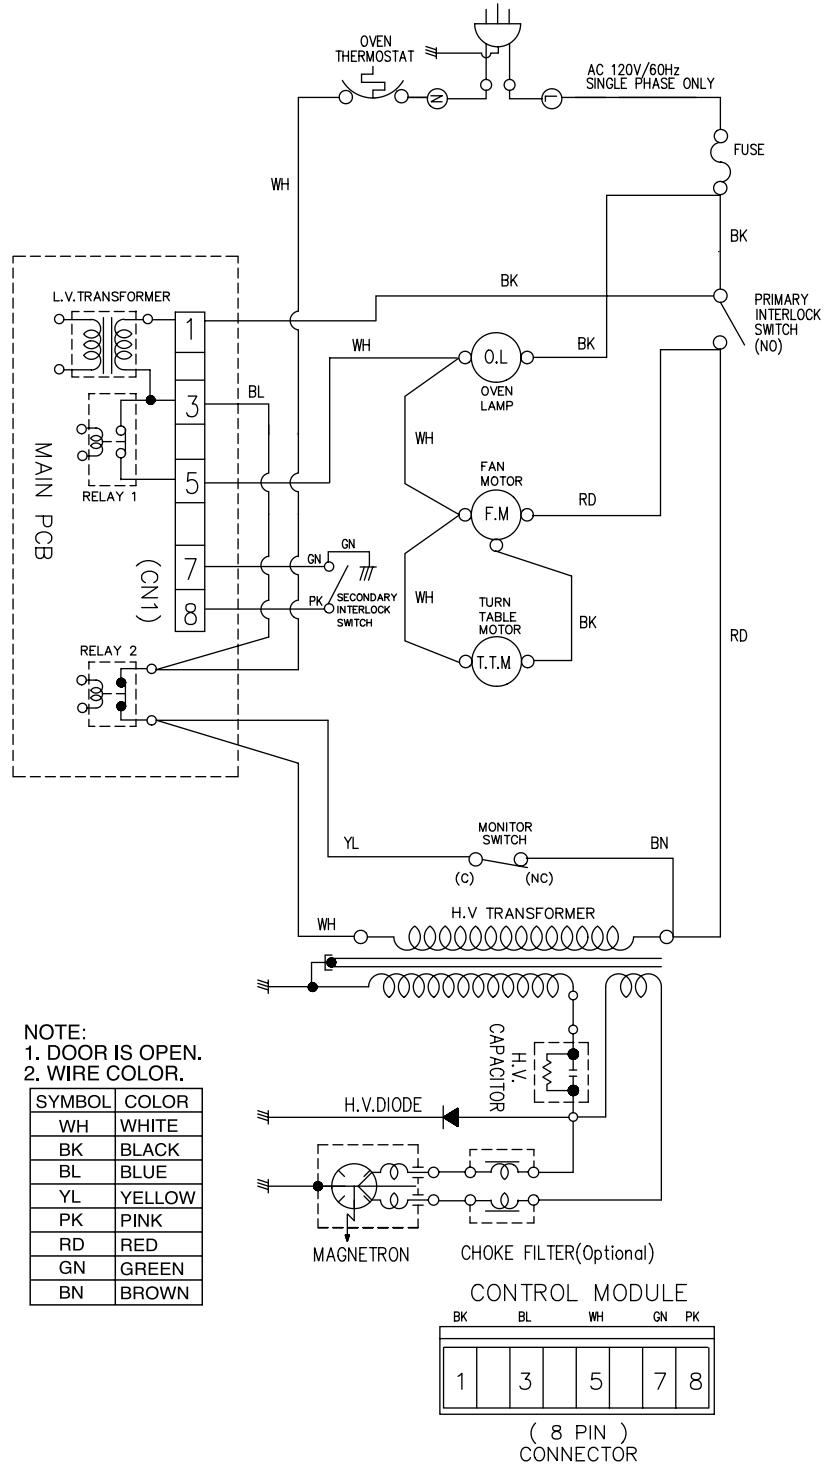 OVEN
THERMOSTAT
N
L
AC 120V/60Hz
SINGLE PHASE ONLY
FUSE
WH
BK
BK
L.V.TRANSFORMER
PRIMARY
INTERLOCK
SWITCH
(NO)
1
WH
O.L
BK
OVEN
LAMP
3
BL
RELAY 1
5
MAIN PCB
(CN1)
WH
FAN
MOTOR
F.M
RD
7
8
GN
GN
PK
SECONDARY
INTERLOCK
SWITCH
WH
TURN
TABLE
MOTOR
T.T.M
BK
RD
RELAY 2
YL
MONITOR
SWITCH
(C)
(NC)
BN
WH
H.V TRANSFORMER
H.V.
CAPACITOR
H.V.DIODE
MAGNETRON
CHOKE FILTER(Optional)
NOTE:
1. DOOR IS OPEN.
2. WIRE COLOR.
SYMBOL COLOR
WH WHITE
BK BLACK
BL BLUE
YL YELLOW
PK PINK
RD RED
GN GREEN
BN BROWN
CONTROL MODULE
BK BL WH GN PK
1 3 5 7 8
( 8 PIN )
CONNECTOR